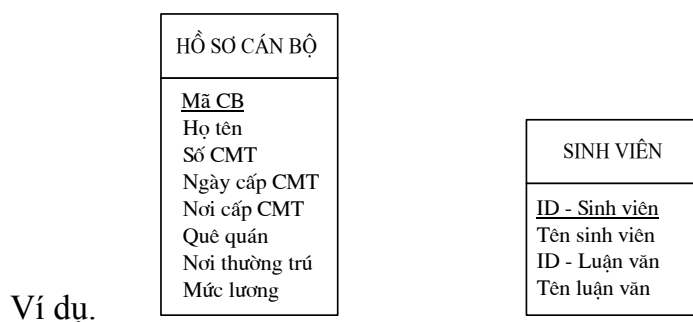 HỒ SƠ CÁN BỘ
Mã CB
Họ tên
Số CMT
Ngày cấp CMT
Nơi cấp CMT
Quê quán
Nơi thường trú
Mức lương
SINH VIÊN
ID - Sinh viên
Tên sinh viên
ID - Luận văn
Tên luận văn
Ví dụ.